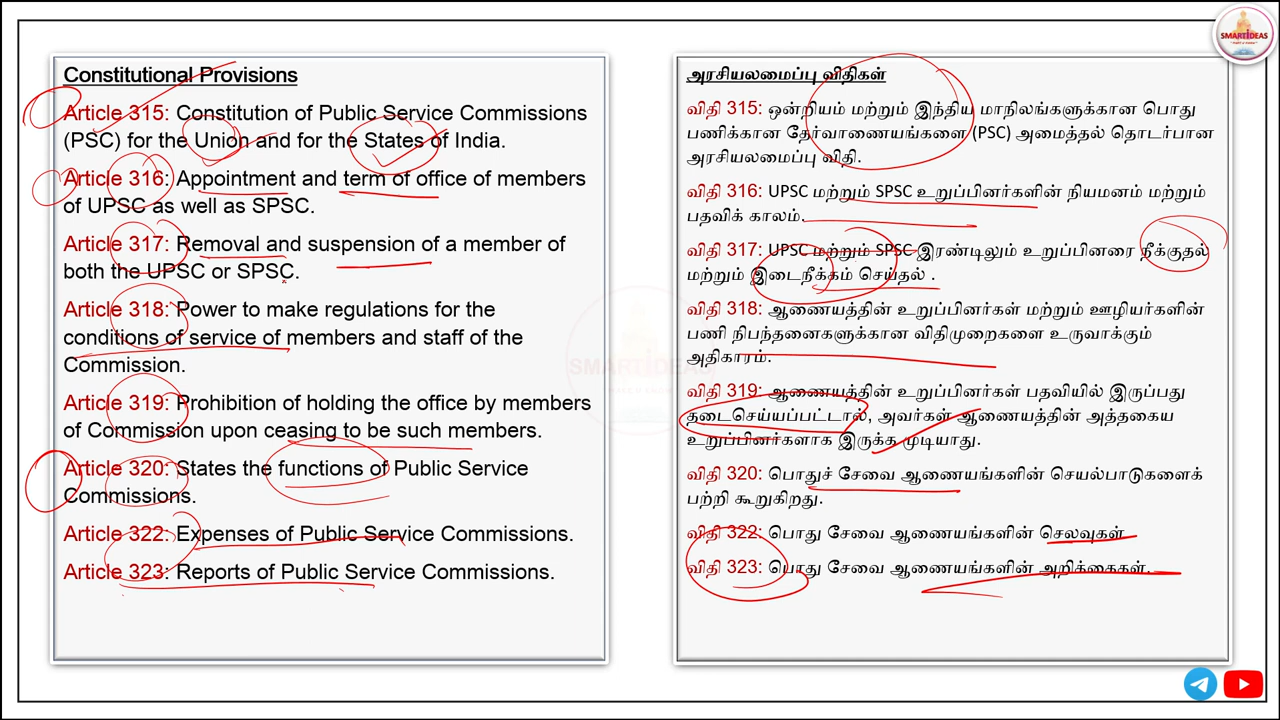 SMARTIDEAS
Constitutional Provisions
Article 315: Constitution of Public Service Commissions
(PSC) for the Union and for the States of India.
Article 316: Appointment and term of office of members
of UPSC as well as SPSC.
Article 317: Removal and suspension of a member of
both the UPSC or SPSC.
Article 318: Power to make regulations for the
conditions of service of members and staff of the
Commission.
Article 319: Prohibition of holding the office by members
of Commission upon ceasing to be such members.
Article 320: States the functions of Public Service
Commissions.
Article 322: Expenses of Public Service Commissions.
Article 323: Reports of Public Service Commissions.
அரசியலமைப்பு விதிகள்
விதி 315: ஒன்றியம் மற்றும் இந்திய மாநிலங்களுக்கான பொது
பணிக்கான தேர்வாணையங்களை (PSC) அமைத்தல் தொடர்பான
அரசியலமைப்பு விதி.
விதி 316: UPSC மற்றும் SPSC உறுப்பினர்களின் நியமனம் மற்றும்
பதவிக் காலம்.
விதி 317: UPSC மற்றும் SPSC இரண்டிலும் உறுப்பினரை நீக்குதல்
மற்றும் இடைநீக்கம் செய்தல் .
விதி 318: ஆணையத்தின் உறுப்பினர்கள் மற்றும் ஊழியர்களின்
பணி நிபந்தனைகளுக்கான விதிமுறைகளை உருவாக்கும்
அதிகாரம்.
விதி 319: ஆணையத்தின் உறுப்பினர்கள் பதவியில் இருப்பது
தடைசெய்யப்பட்டால், அவர்கள் ஆணையத்தின் அத்தகைய
உறுப்பினர்களாக இருக்க முடியாது.
விதி 320: பொதுச் சேவை ஆணையங்களின் செயல்பாடுகளைக்
பற்றி கூறுகிறது.
விதி 322: பொது சேவை ஆணையங்களின் செலவுகள்
விதி 323: பொது சேவை ஆணையங்களின் அறிக்கைகள்.
SMARTIDEAS